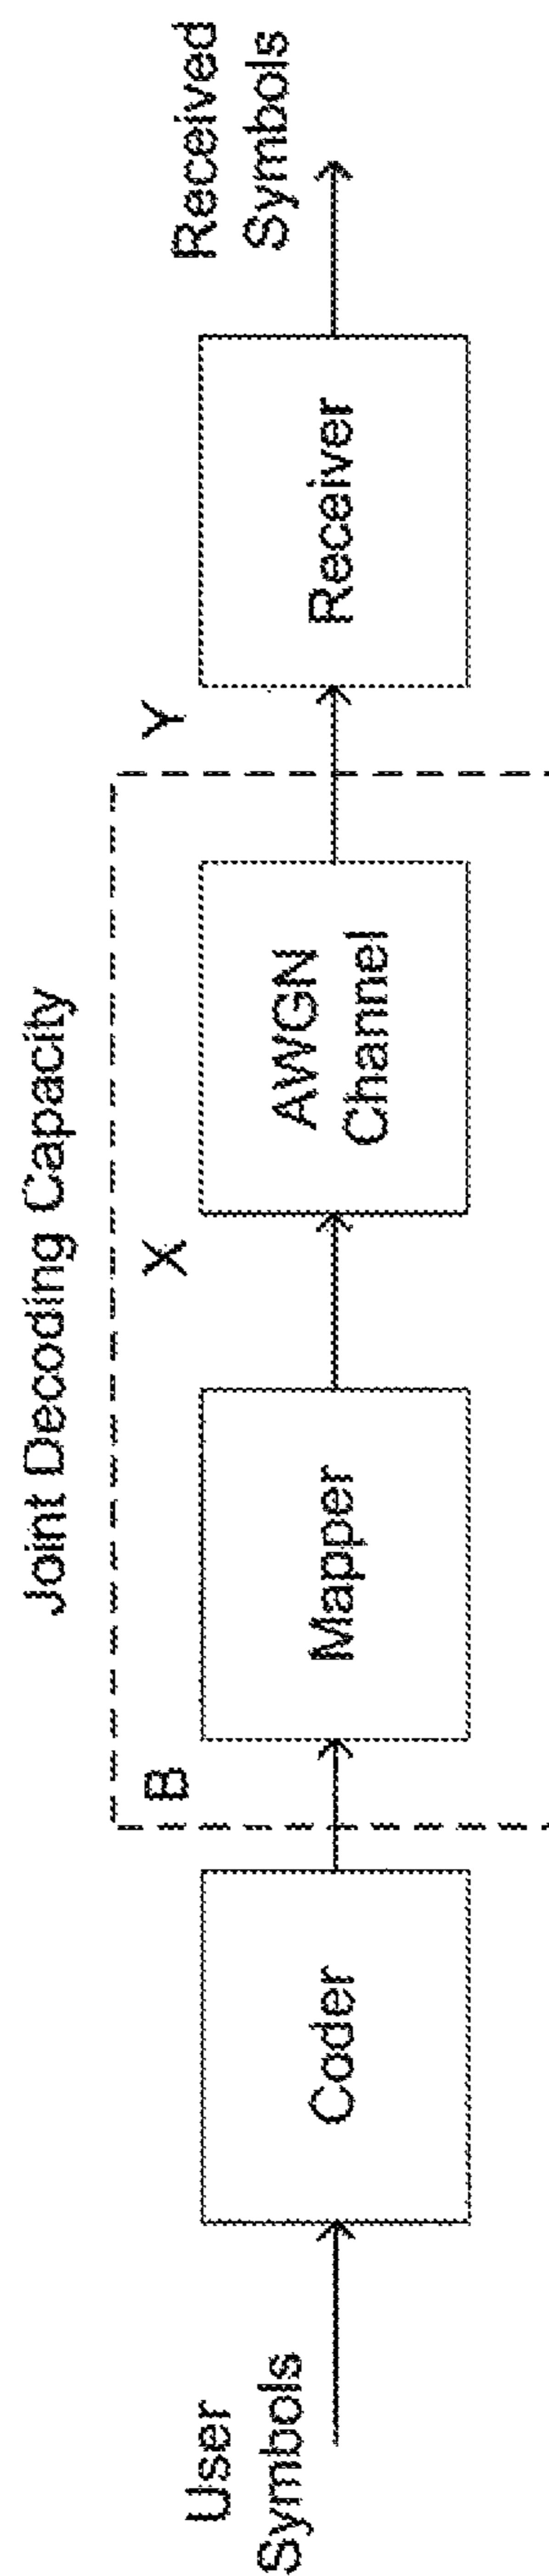 Joint Decoding Capacity
B
X
Y
User
Symbols
Coder
Mapper
AWGN
Channel
Receiver
Received
Symbols